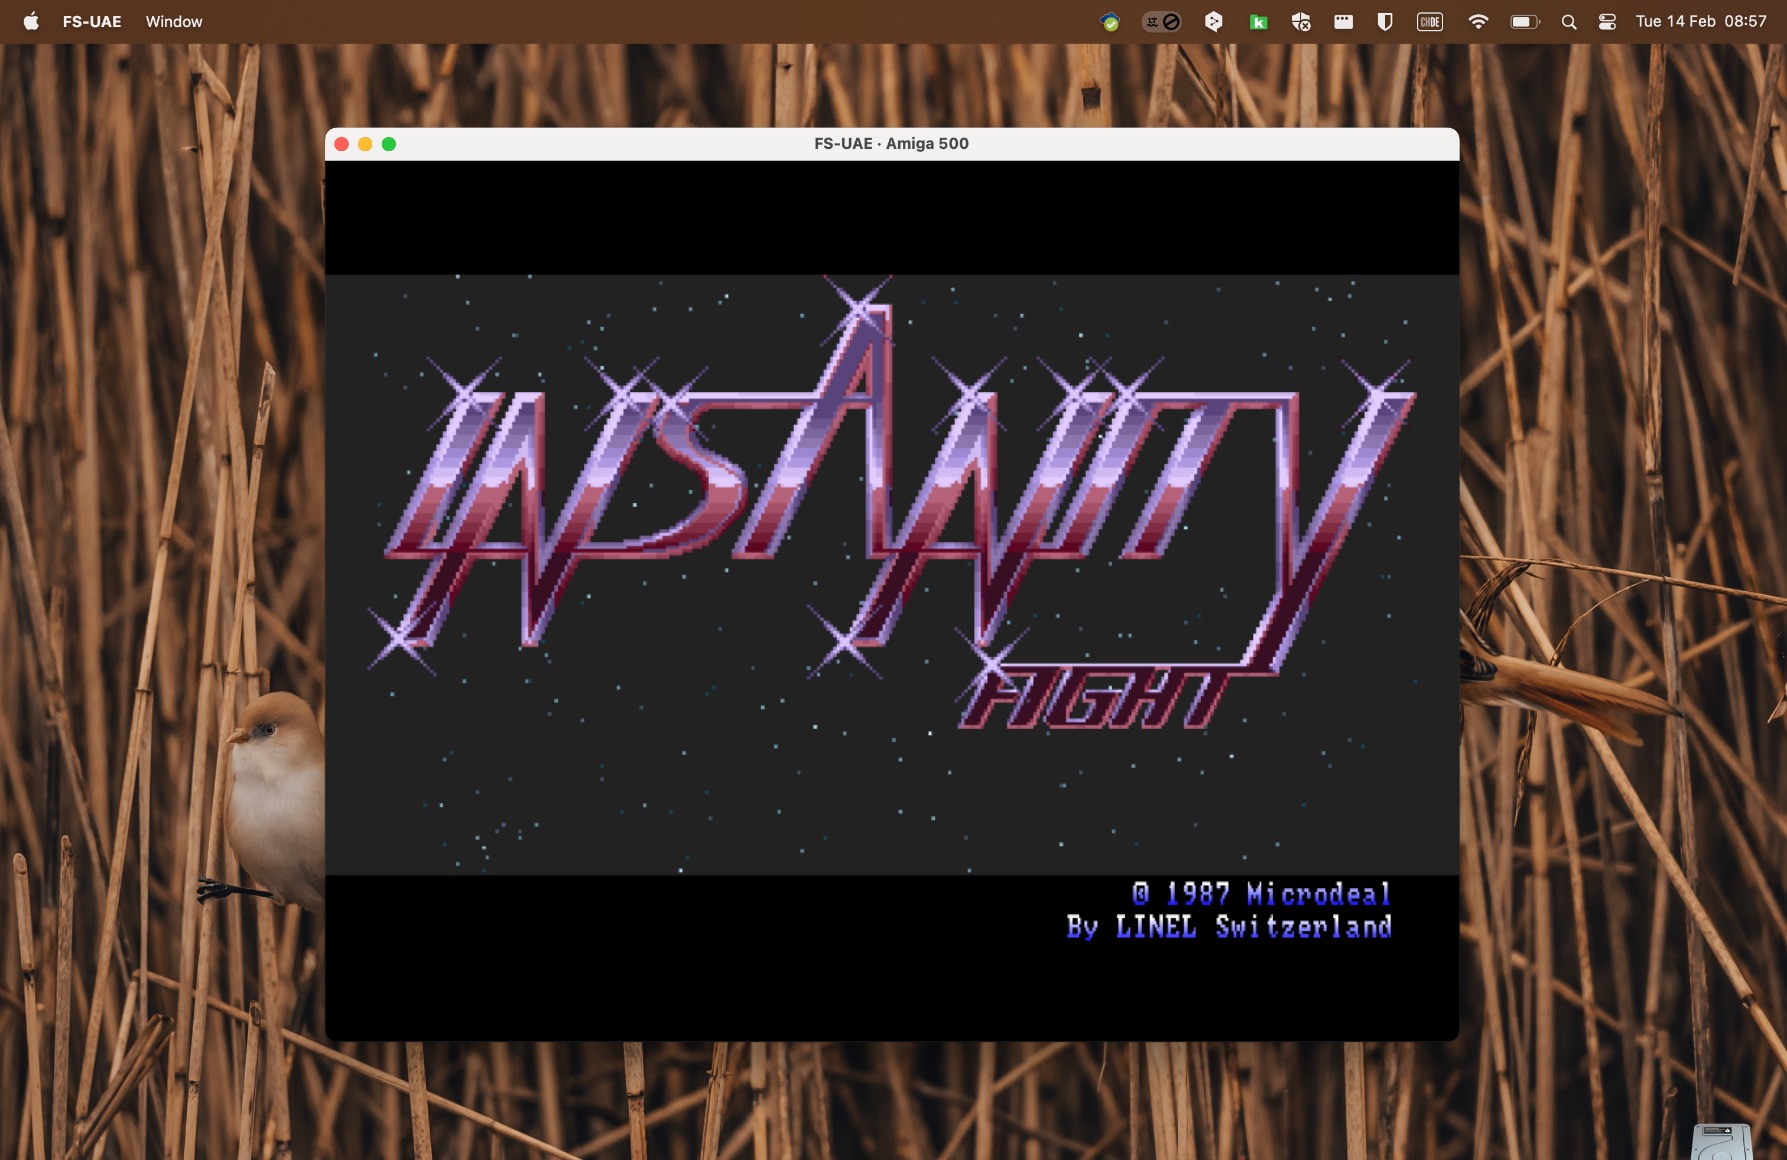 FS-UAE Window CHDE Tue 14 Feb 08:57
FS-UAE · Amiga 500
INSANITY
FIGHT
© 1987 Microdeal
By LINEL Switzerland